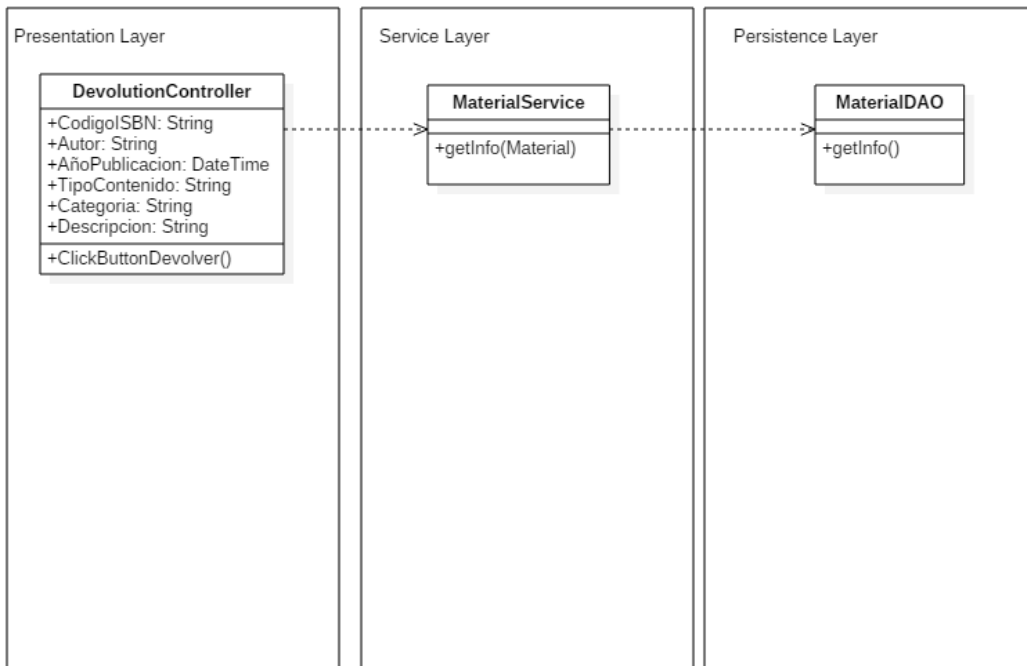 Presentation Layer
DevolutionController
+CodigoISBN: String
+Autor: String
+AñoPublicacion: DateTime
+TipoContenido: String
+Categoria: String
+Descripcion: String
+ClickButtonDevolver()
Service Layer
MaterialService
+getInfo(Material)
Persistence Layer
MaterialDAO
+getInfo()